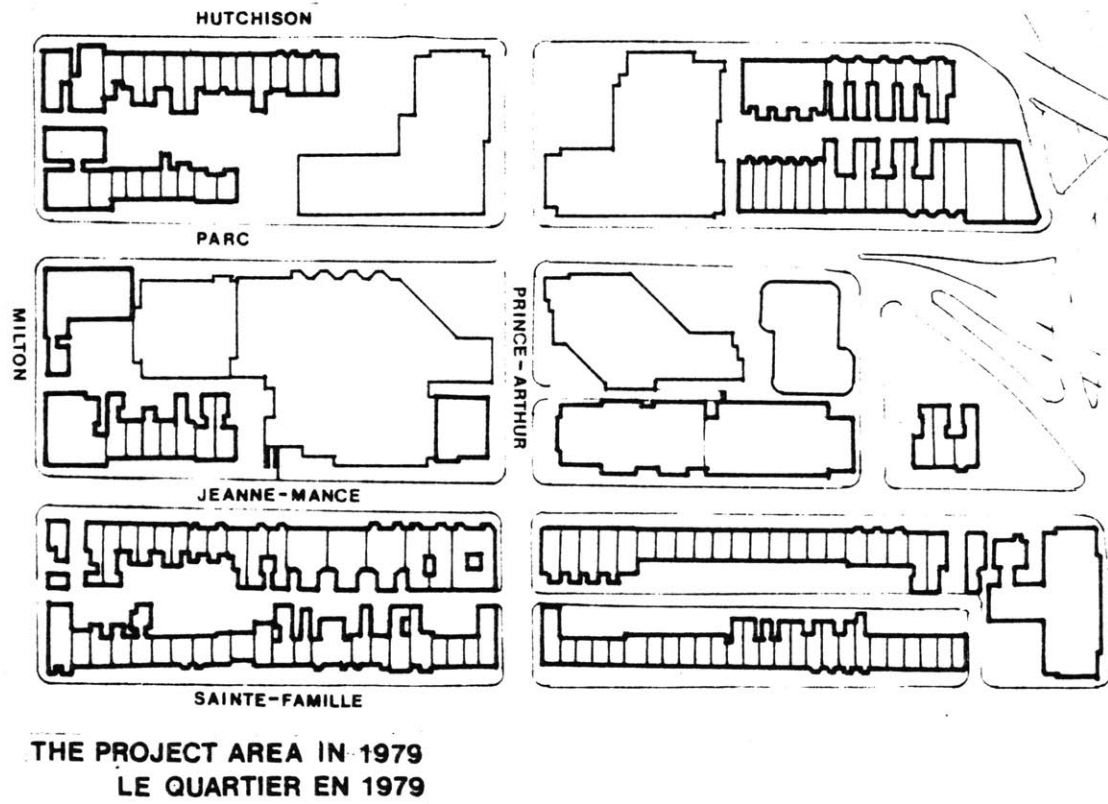 HUTCHISON
PARC
MILTON
PRINCE-ARTHUR
JEANNE-MANCE
SAINTE-FAMILLE
THE PROJECT AREA IN 1979
LE QUARTIER EN 1979